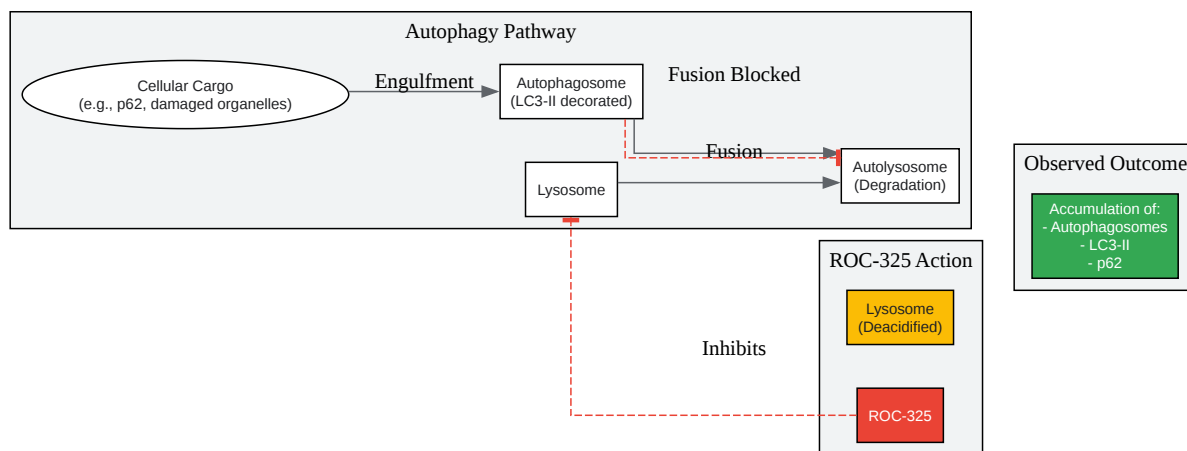 Autophagy Pathway
Cellular Cargo
(e.g., p62, damaged organelles)
Engulfment
Autophagosome
(LC3-II decorated)
Fusion Blocked
Fusion
Lysosome
Autolysosome
(Degradation)
Observed Outcome
Accumulation of:
- Autophagosomes
- LC3-II
- p62
ROC-325 Action
Lysosome
(Deacidified)
Inhibits
ROC-325